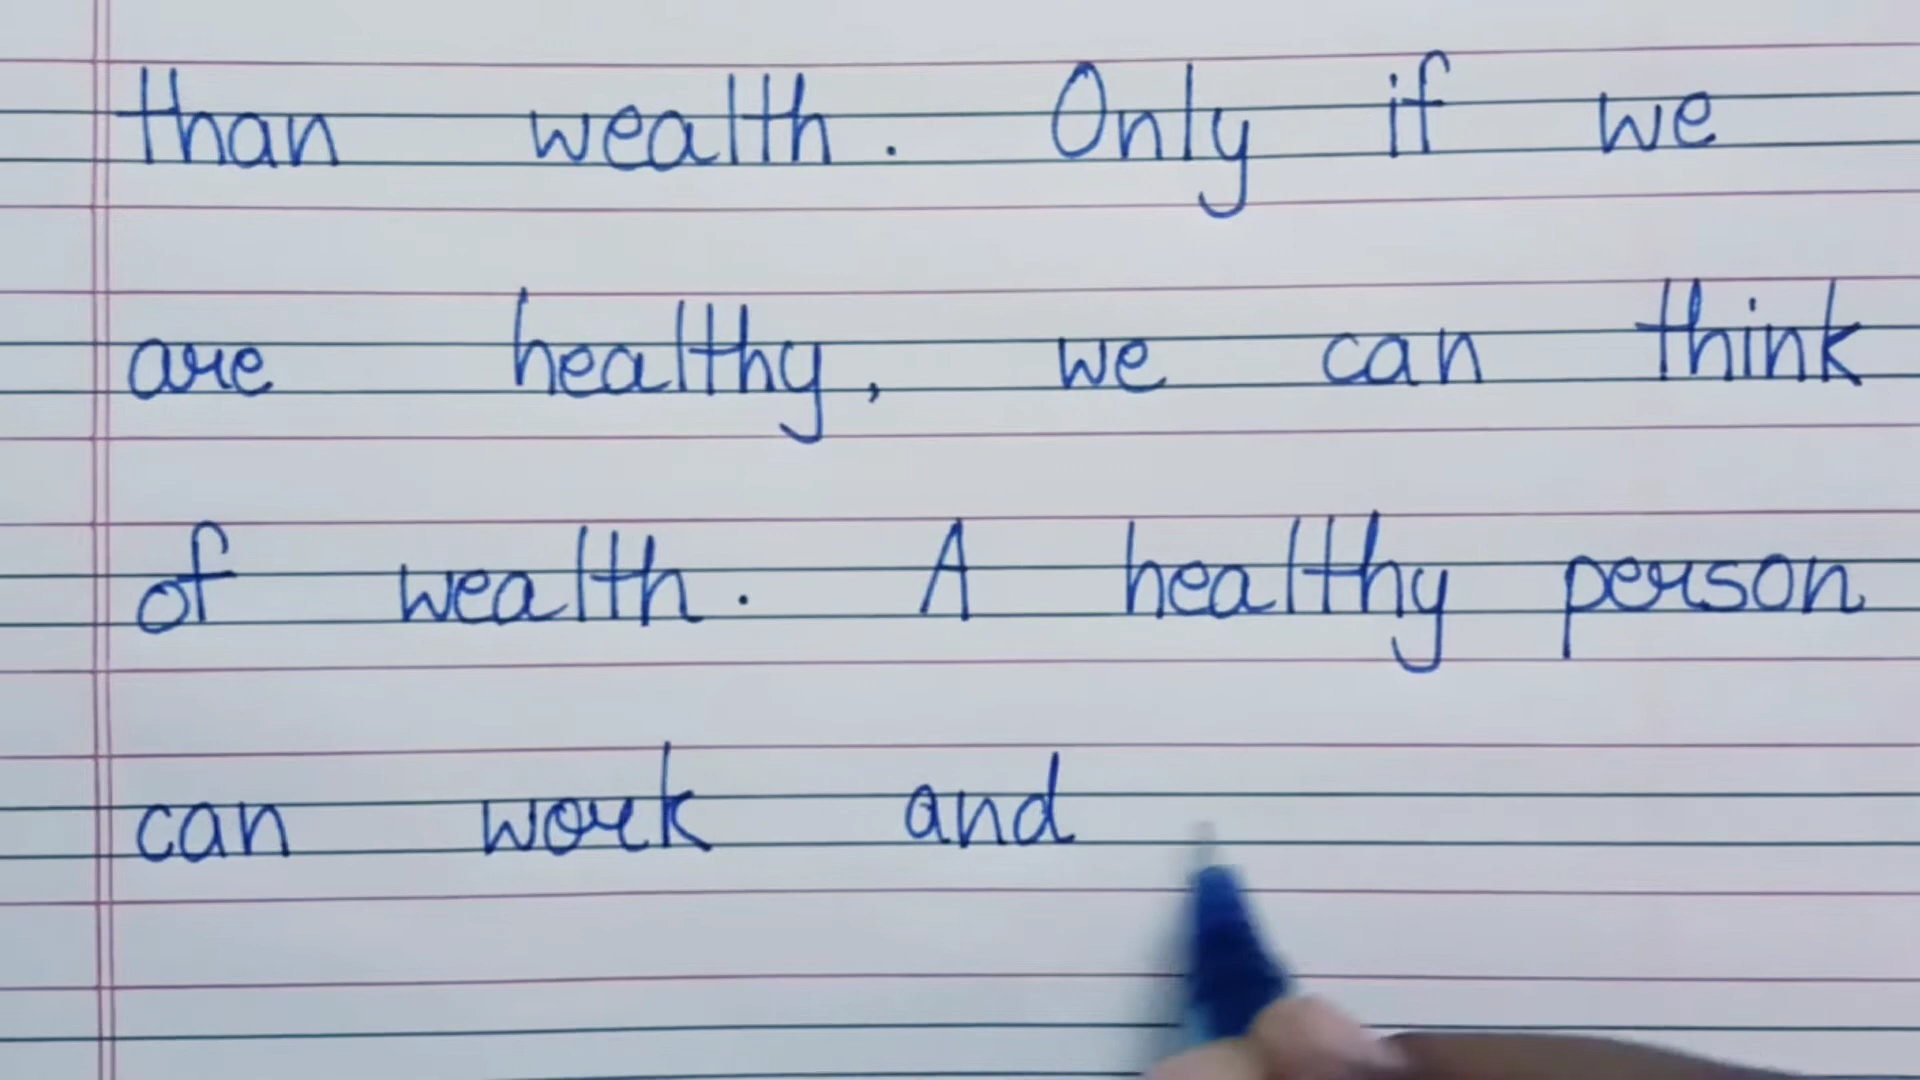 than wealth. Only if we
are healthy, we can think
of wealth. A healthy person
can work and